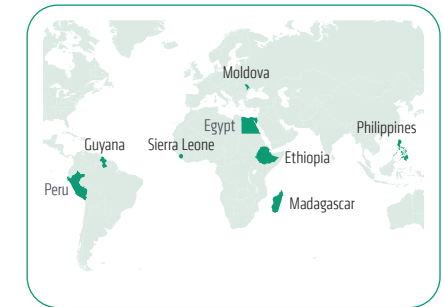 Moldova
Egypt
Philippines
Guyana
Sierra Leone
Ethiopia
Peru
Madagascar